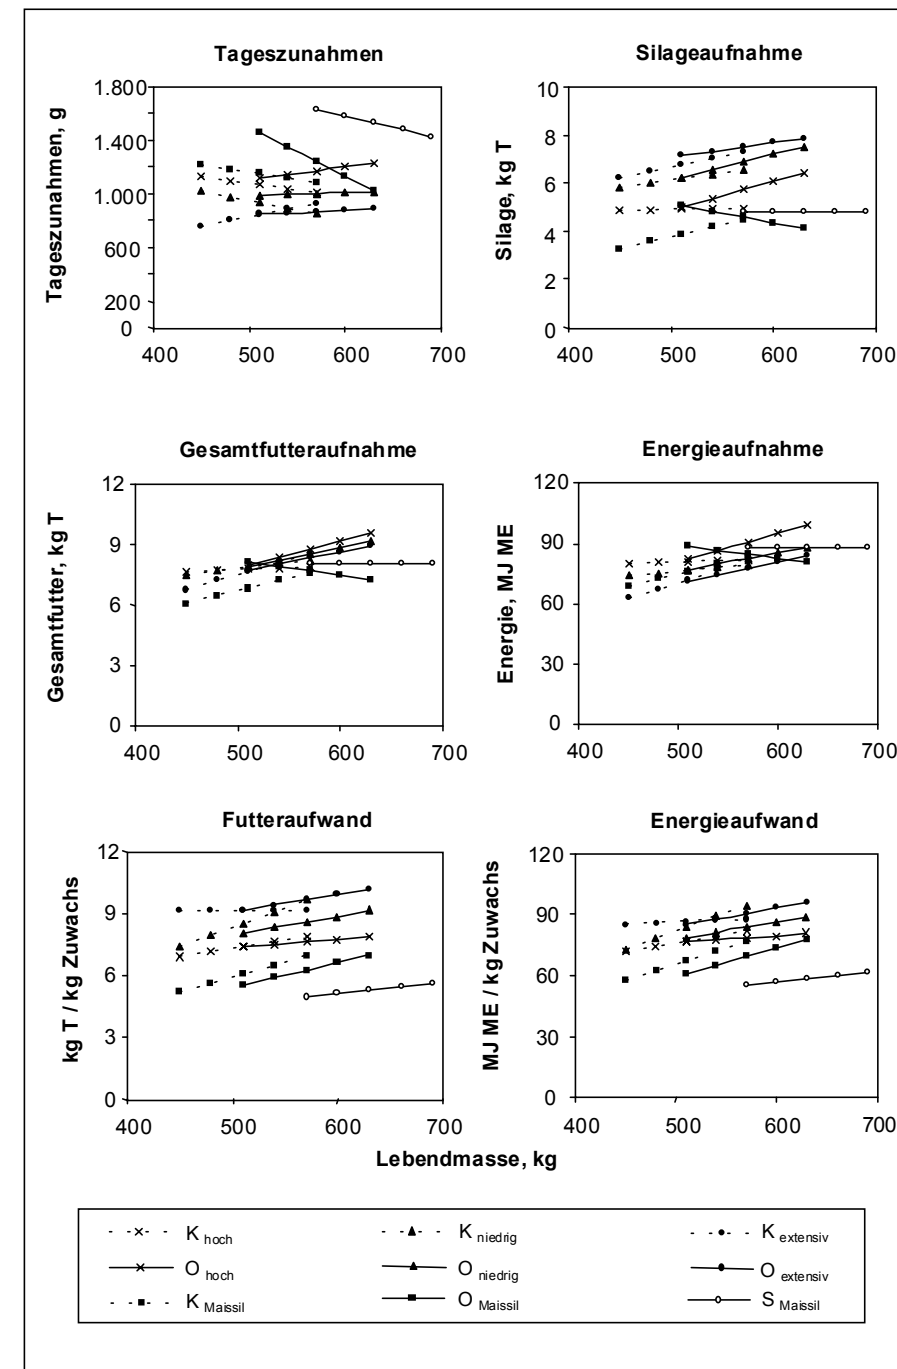 Tageszunahmen
Silageaufnahme
Tageszunahmen, g
1.800
1.400
1.000
600
200
0
400 500 600 700
Silage, kg T
10
8
6
4
2
0
400 500 600 700
Gesamtfutteraufnahme
Energieaufnahme
Gesamtfutter, kg T
12
9
6
3
0
400 500 600 700
Energie, MJ ME
120
90
60
30
0
400 500 600 700
Futteraufwand
Energieaufwand
kg T / kg Zuwachs
12
9
6
3
0
400 500 600 700
MJ ME / kg Zuwachs
120
90
60
30
0
400 500 600 700
Lebendmasse, kg
K hoch K niedrig K extensiv
O hoch O niedrig O extensiv
K Maissil O Maissil S Maissil